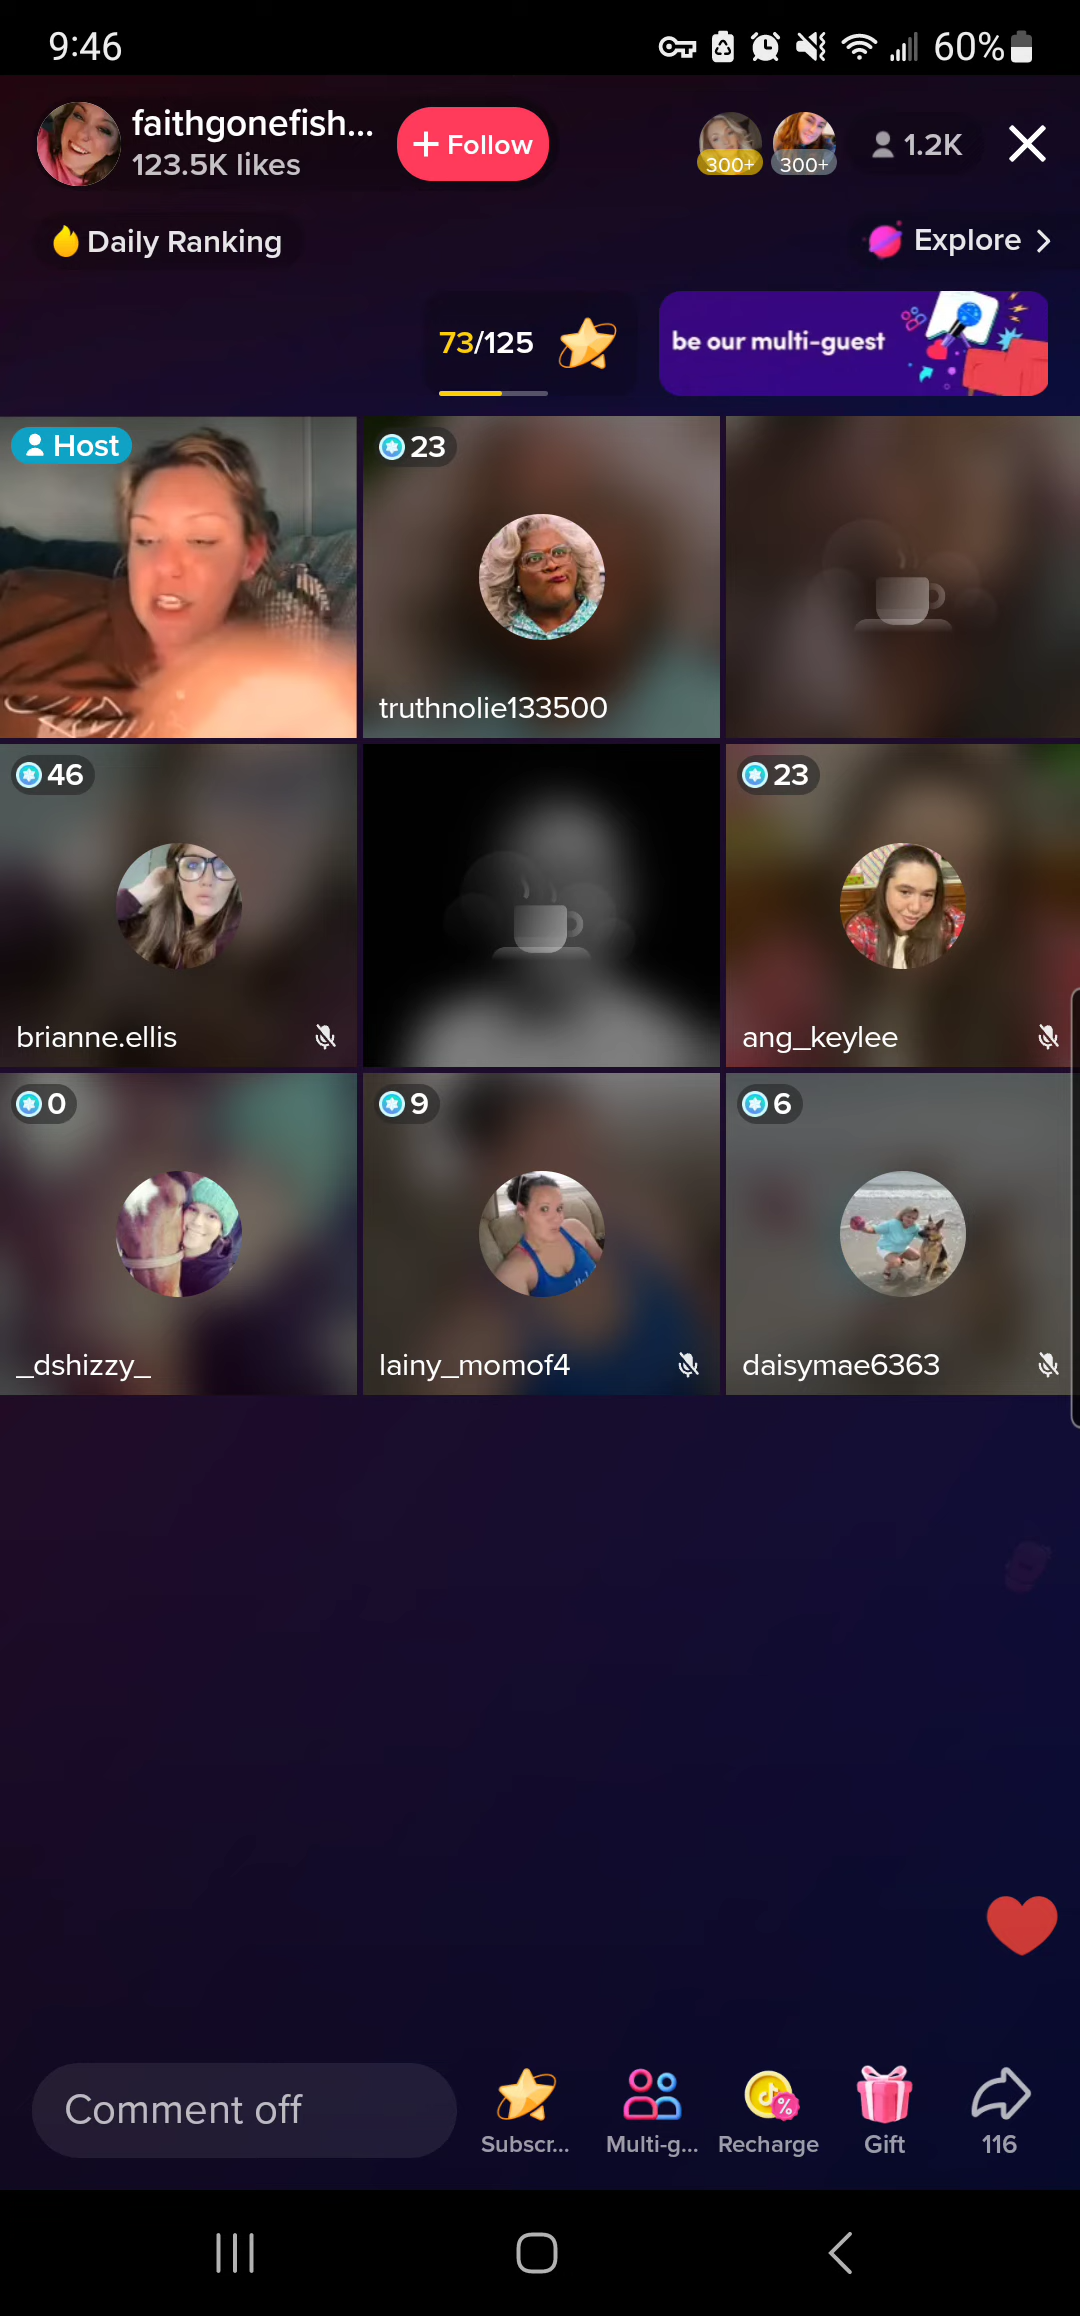 9:46
60%
faithgonefish...
123.5K likes
+ Follow
300+
300+
1.2K
Daily Ranking
Explore
73/125
be our multi-guest
Host
23
truthnolie133500
46
23
brianne.ellis
ang_keylee
0
9
6
_dshizzy_
lainy_momof4
daisymae6363
Comment off
Subscr...
Multi-g...
Recharge
Gift
116